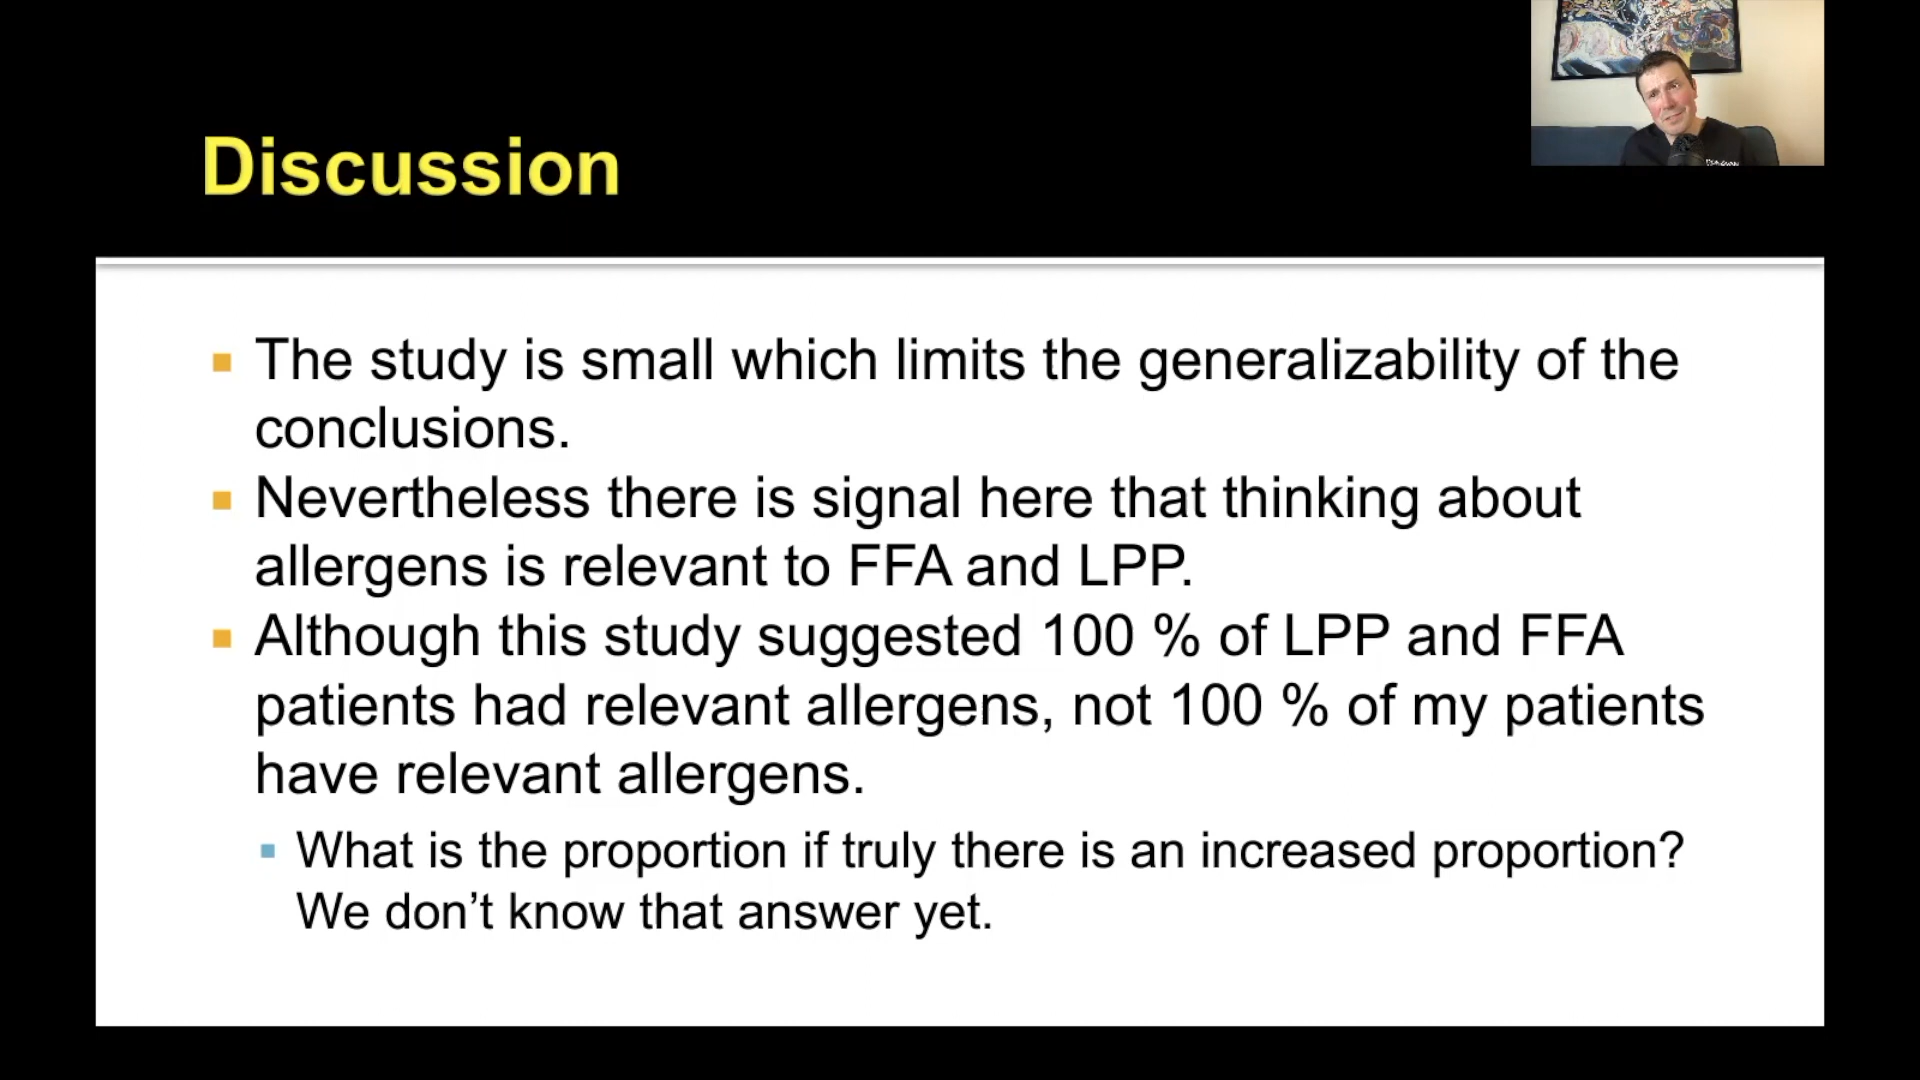 Discussion
The study is small which limits the generalizability of the
conclusions.
Nevertheless there is signal here that thinking about
allergens is relevant to FFA and LPP.
Although this study suggested 100 % of LPP and FFA
patients had relevant allergens, not 100 % of my patients
have relevant allergens.
What is the proportion if truly there is an increased proportion?
We don’t know that answer yet.